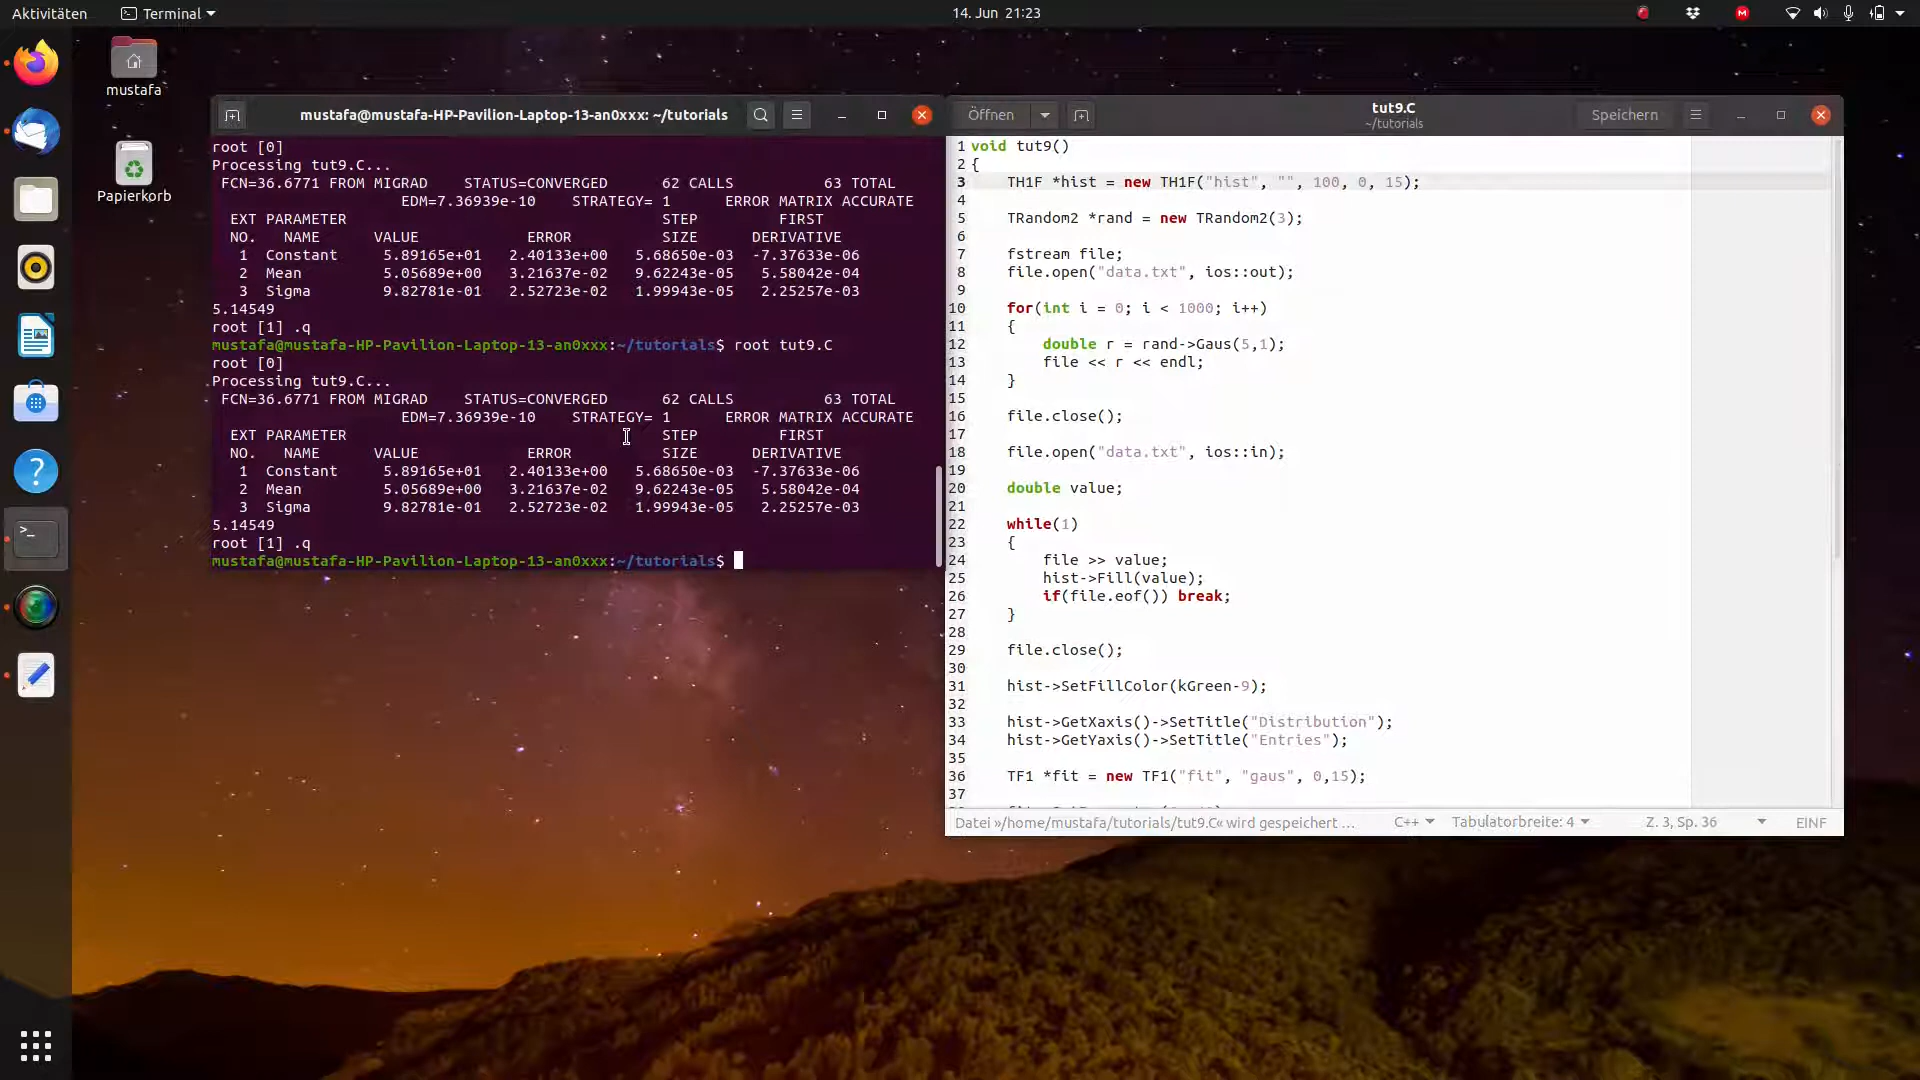 Aktivitäten
Terminal
14. Jun 21:23
mustafa
Papierkorb
mustafa@mustafa-HP-Pavilion-Laptop-13-an0xxx: ~/tutorials
root [0]
Processing tut9.C...
FCN=36.6771 FROM MIGRAD STATUS=CONVERGED 62 CALLS 63 TOTAL
EDM=7.36939e-10 STRATEGY= 1 ERROR MATRIX ACCURATE
EXT PARAMETER STEP FIRST
NO. NAME VALUE ERROR SIZE DERIVATIVE
1 Constant 5.89165e+01 2.40133e+00 5.68650e-03 -7.37633e-06
2 Mean 5.05689e+00 3.21637e-02 9.62243e-05 5.58042e-04
3 Sigma 9.82781e-01 2.52723e-02 1.99943e-05 2.25257e-03
5.14549
root [1] .q
mustafa@mustafa-HP-Pavilion-Laptop-13-an0xxx:~/tutorials$ root tut9.C
root [0]
Processing tut9.C...
FCN=36.6771 FROM MIGRAD STATUS=CONVERGED 62 CALLS 63 TOTAL
EDM=7.36939e-10 STRATEGY= 1 ERROR MATRIX ACCURATE
EXT PARAMETER STEP FIRST
NO. NAME VALUE ERROR SIZE DERIVATIVE
1 Constant 5.89165e+01 2.40133e+00 5.68650e-03 -7.37633e-06
2 Mean 5.05689e+00 3.21637e-02 9.62243e-05 5.58042e-04
3 Sigma 9.82781e-01 2.52723e-02 1.99943e-05 2.25257e-03
5.14549
root [1] .q
mustafa@mustafa-HP-Pavilion-Laptop-13-an0xxx:~/tutorials$
Öffnen
tut9.C
~/tutorials
Speichern
1 void tut9()
2 {
3 TH1F *hist = new TH1F("hist", "", 100, 0, 15);
4
5 TRandom2 *rand = new TRandom2(3);
6
7 fstream file;
8 file.open("data.txt", ios::out);
9
10 for(int i = 0; i < 1000; i++)
11 {
12 double r = rand->Gaus(5,1);
13 file << r << endl;
14 }
15
16 file.close();
17
18 file.open("data.txt", ios::in);
19
20 double value;
21
22 while(1)
23 {
24 file >> value;
25 hist->Fill(value);
26 if(file.eof()) break;
27 }
28
29 file.close();
30
31 hist->SetFillColor(kGreen-9);
32
33 hist->GetXaxis()->SetTitle("Distribution");
34 hist->GetYaxis()->SetTitle("Entries");
35
36 TF1 *fit = new TF1("fit", "gaus", 0,15);
37
Datei »/home/mustafa/tutorials/tut9.C« wird gespeichert …
C++
Tabulatorbreite: 4
Z. 3, Sp. 36
EINF